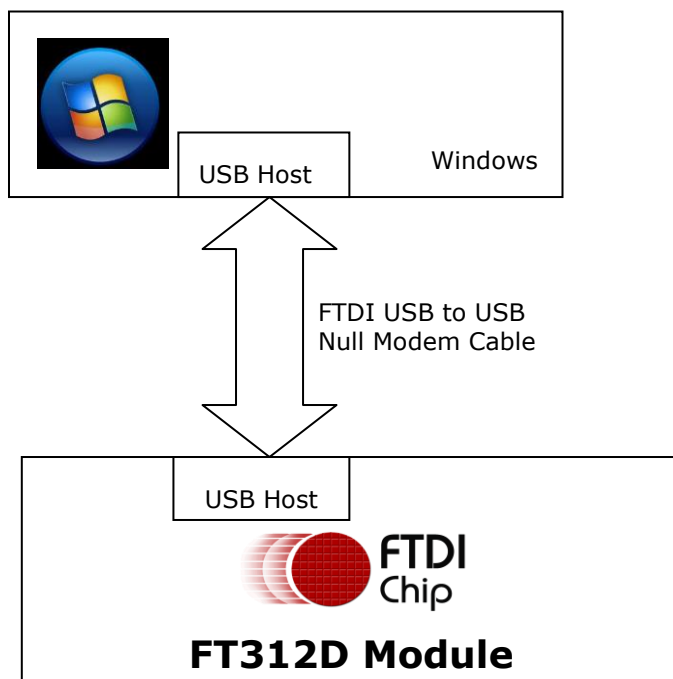 USB Host
Windows
FTDI USB to USB
Null Modem Cable
USB Host
FTDI
Chip
FT312D Module